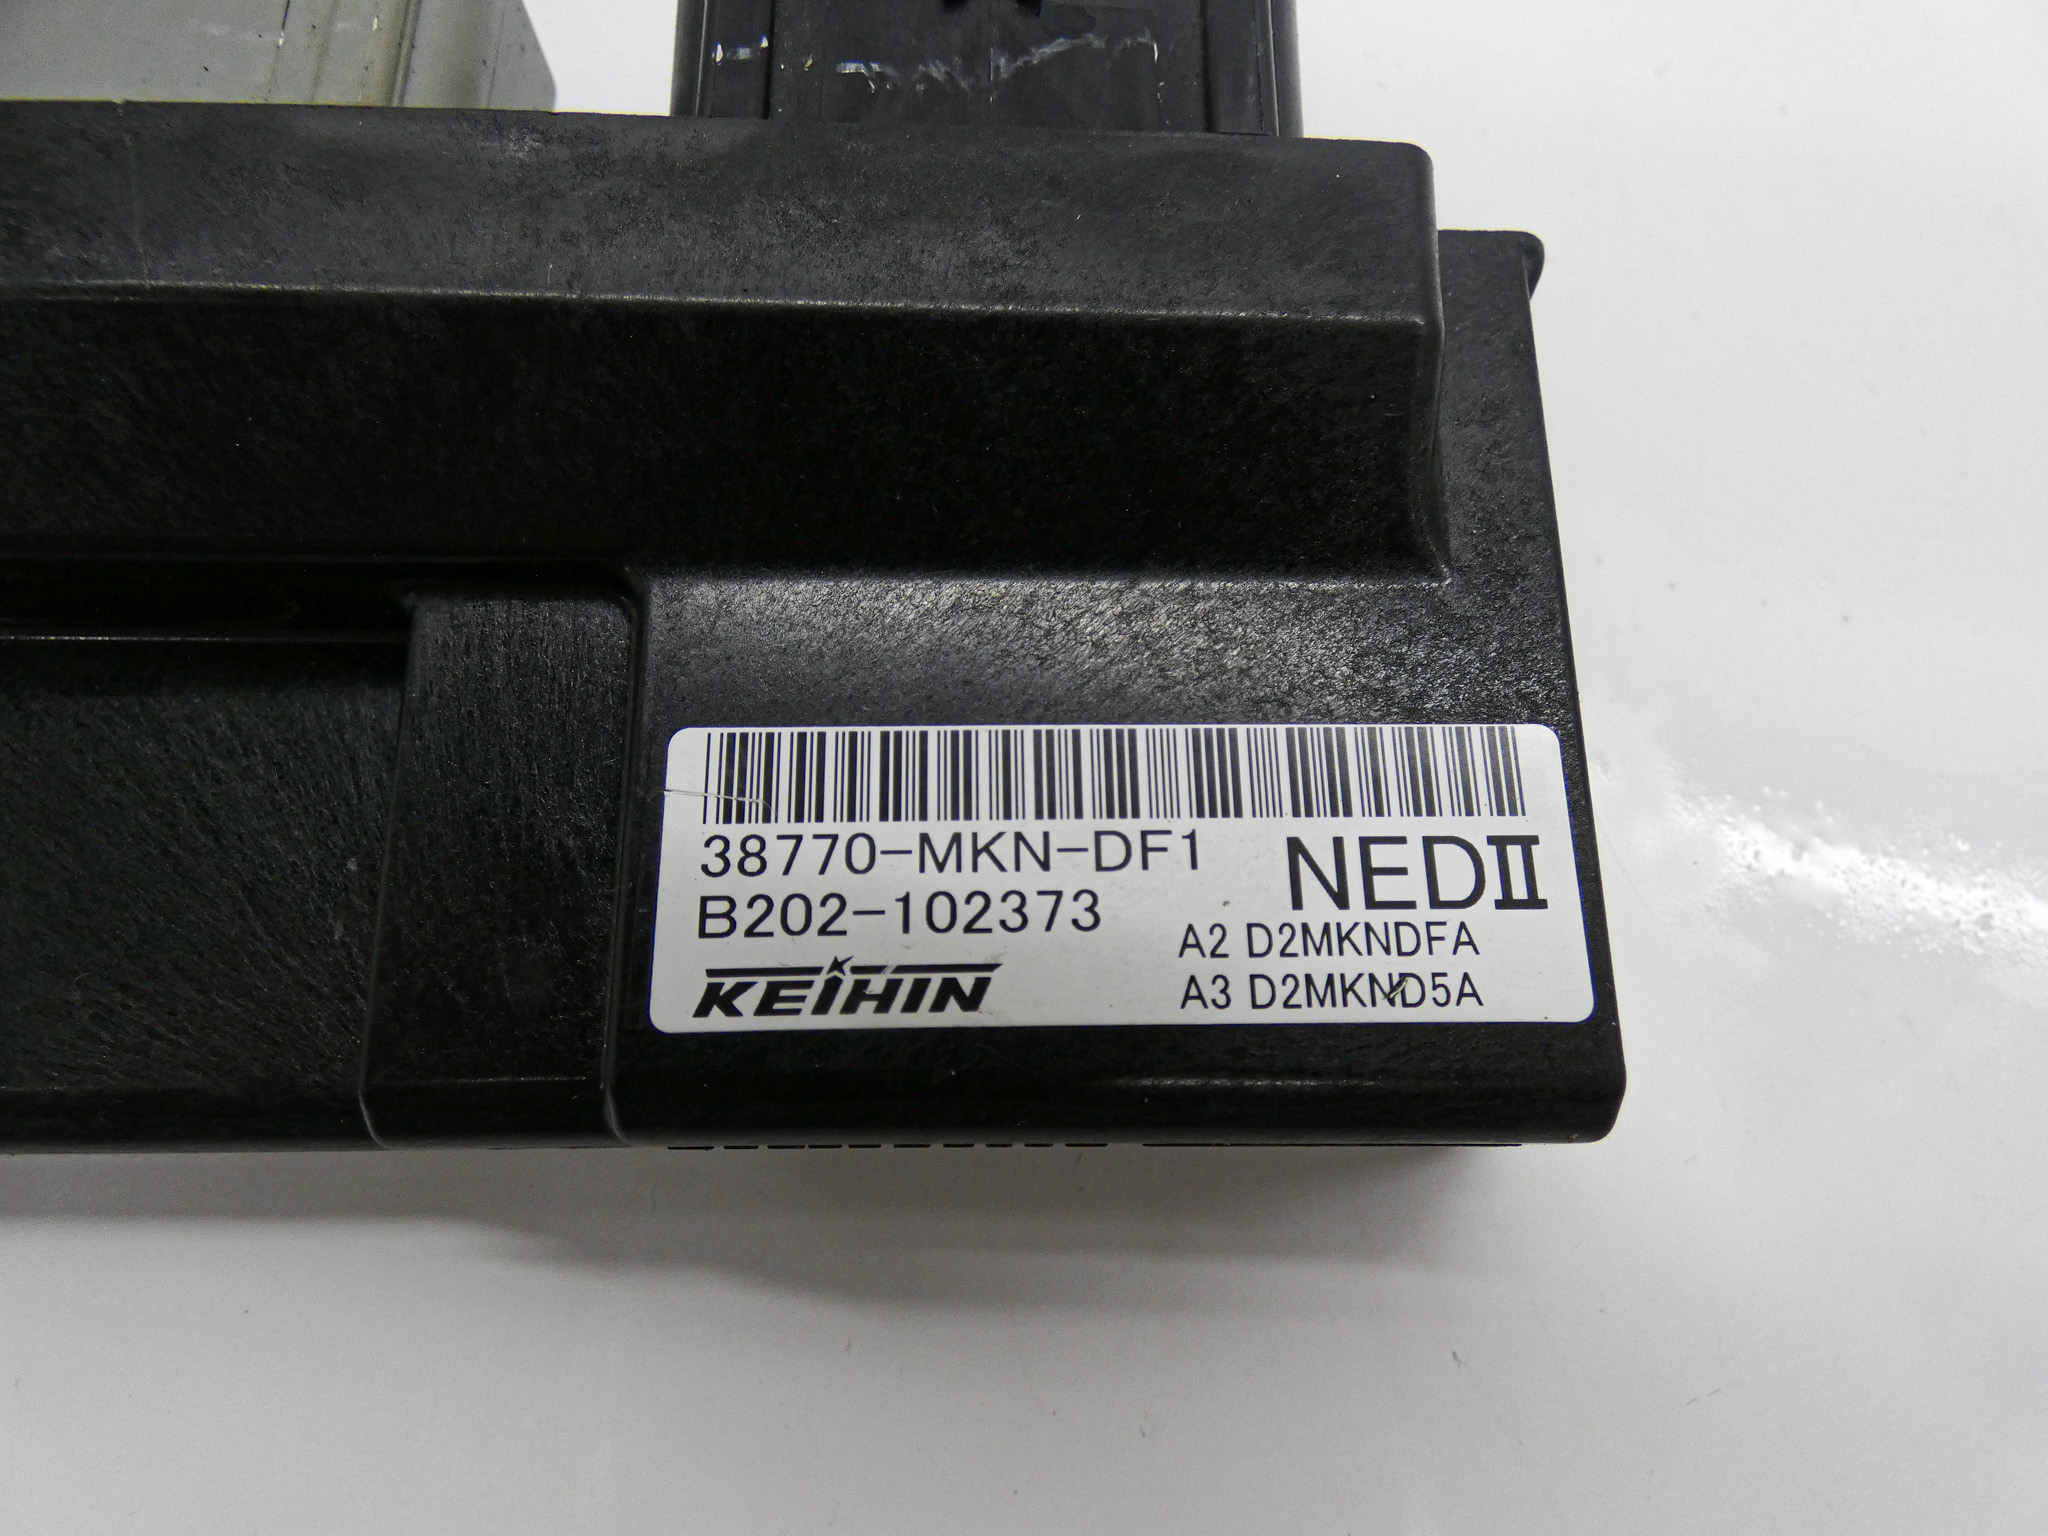 38770-MKN-DF1
NEDII
B202-102373
A2 D2MKNDFA
KEIHIN
A3 D2MKND5A